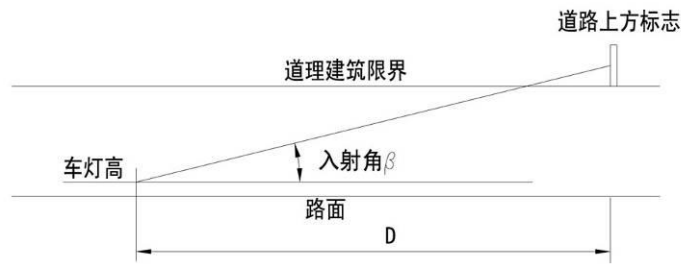 道路上方标志
道理建筑限界
车灯高
入射角β
路面
D